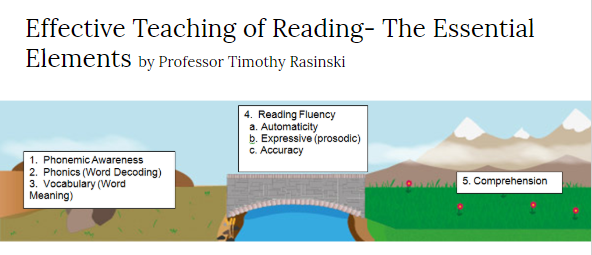 Effective Teaching of Reading- The Essential
Elements by Professor Timothy Rasinski
1. Phonemic Awareness
2. Phonics (Word Decoding)
3. Vocabulary (Word
Meaning)
4. Reading Fluency
a. Automaticity
b. Expressive (prosodic)
c. Accuracy
5. Comprehension